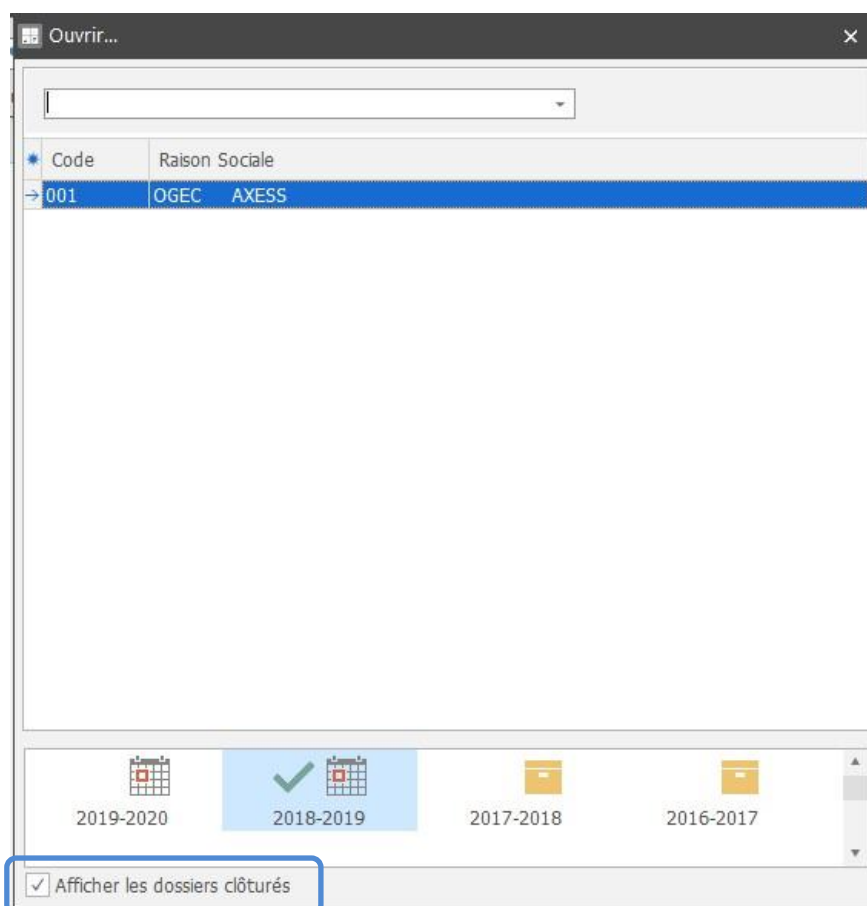 Ouvrir...
Code Raison Sociale
001 OGEC AXESS
2019-2020 2018-2019 2017-2018 2016-2017
Afficher les dossiers clôturés